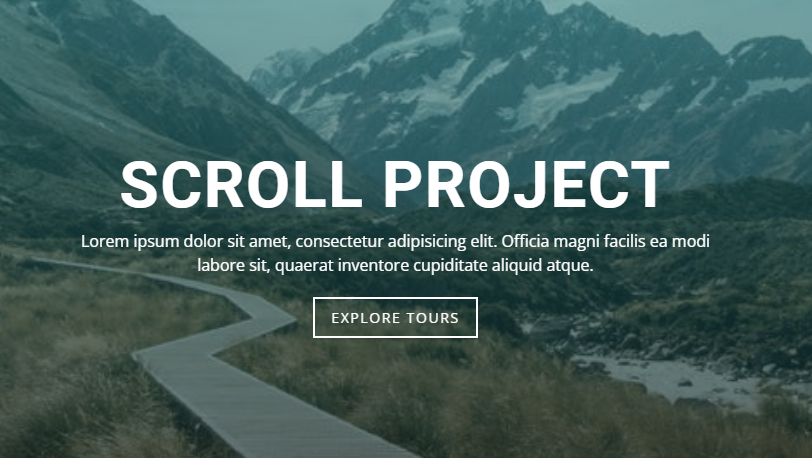 SCROLL PROJECT
Lorem ipsum dolor sit amet, consectetur adipisicing elit. Officia magni facilis ea modi
labore sit, quaerat inventore cupiditate aliquid atque.
EXPLORE TOURS